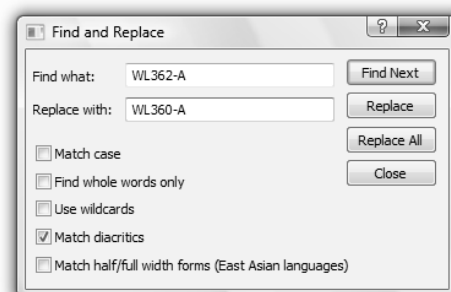 Find and Replace
Find what: WL362-A Find Next
Replace with: WL360-A Replace
Replace All
Match case
Close
Find whole words only
Use wildcards
Match diacritics
Match half/full width forms (East Asian languages)